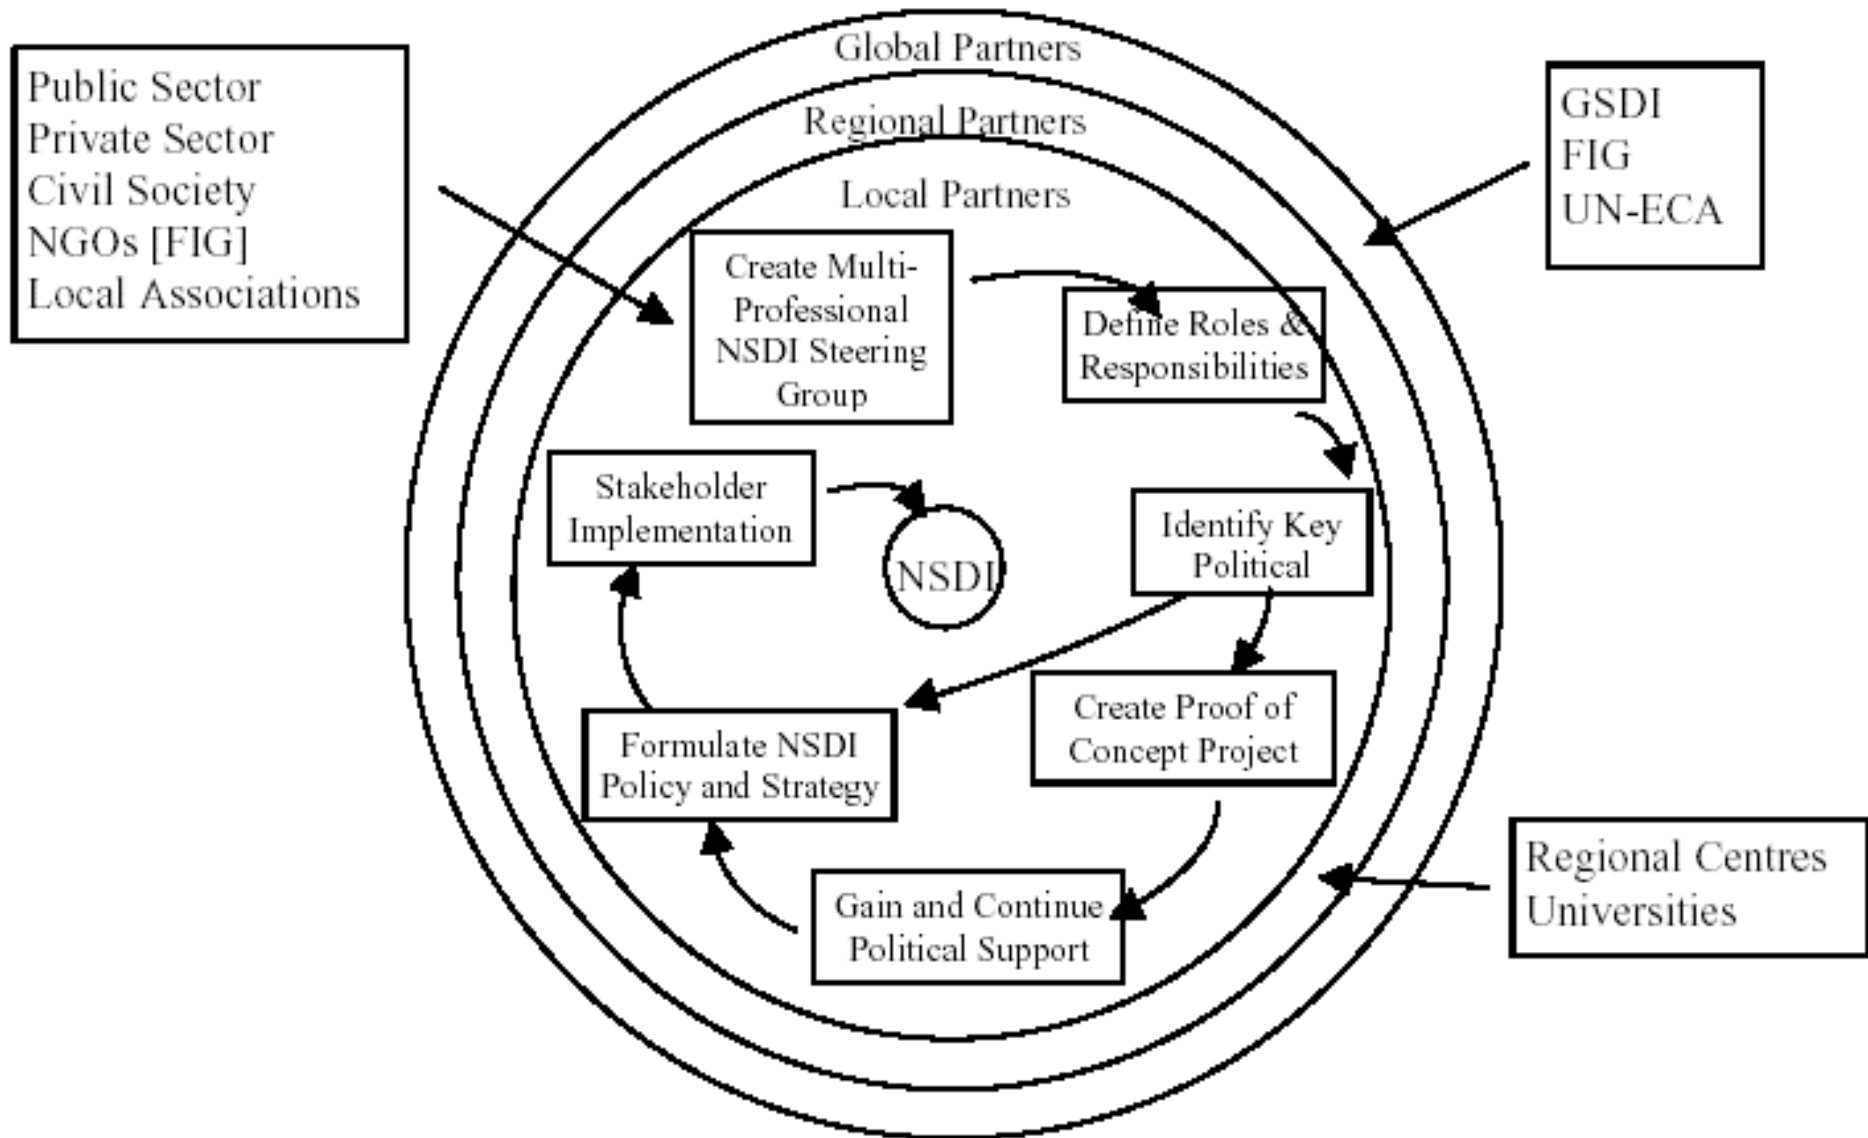 Global Partners
Regional Partners
Local Partners
Public Sector
Private Sector
Civil Society
NGOs [FIG]
Local Associations
GSDI
FIG
UN-ECA
Create Multi-
Professional
NSDI Steering
Group
Define Roles &
Responsibilities
Stakeholder
Implementation
NSDI
Identify Key
Political
Create Proof of
Concept Project
Formulate NSDI
Policy and Strategy
Gain and Continue
Political Support
Regional Centres
Universities